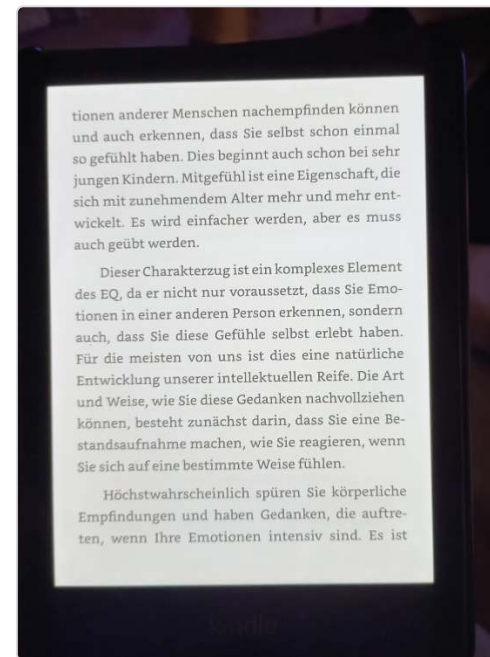 tionen anderer Menschen nachempfinden können
und auch erkennen, dass Sie selbst schon einmal
so gefühlt haben. Dies beginnt auch schon bei sehr
jungen Kindern. Mitgefühl ist eine Eigenschaft, die
sich mit zunehmendem Alter mehr und mehr ent-
wickelt. Es wird einfacher werden, aber es muss
auch geübt werden.
Dieser Charakterzug ist ein komplexes Element
des EQ, da er nicht nur voraussetzt, dass Sie Emo-
tionen in einer anderen Person erkennen, sondern
auch, dass Sie diese Gefühle selbst erlebt haben.
Für die meisten von uns ist dies eine natürliche
Entwicklung unserer intellektuellen Reife. Die Art
und Weise, wie Sie diese Gedanken nachvollziehen
können, besteht zunächst darin, dass Sie eine Be-
standsaufnahme machen, wie Sie reagieren, wenn
Sie sich auf eine bestimmte Weise fühlen.
Höchstwahrscheinlich spüren Sie körperliche
Empfindungen und haben Gedanken, die auftre-
ten, wenn Ihre Emotionen intensiv sind. Es ist
kindle